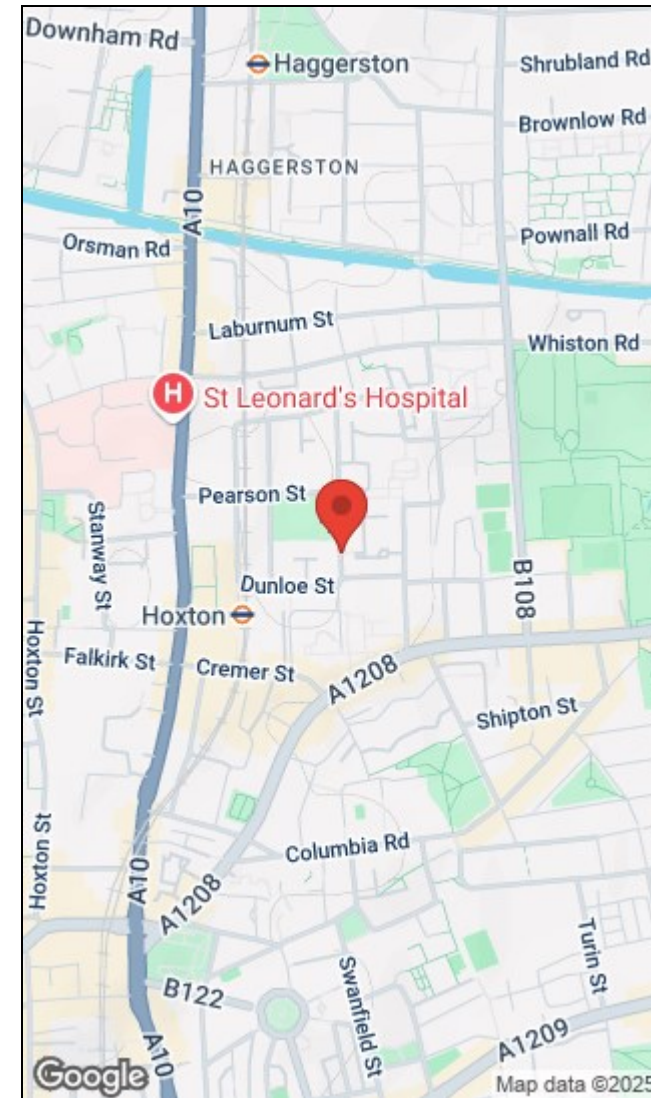 Downham Rd
Haggerston
Shrubland Rd
Brownlow Rd
HAGGERSTON
A10
Pownall Rd
Orsman Rd
Laburnum St
Whiston Rd
H
St Leonard's Hospital
Pearson St
Stanway St
Dunloe St
B108
Hoxton
Hoxton St
Falkirk St
Cremer St
A1208
Shipton St
Columbia Rd
Hoxton St
A10
A1208
Turin St
Swanfield St
B122
A1209
A10
Google
Map data ©2025